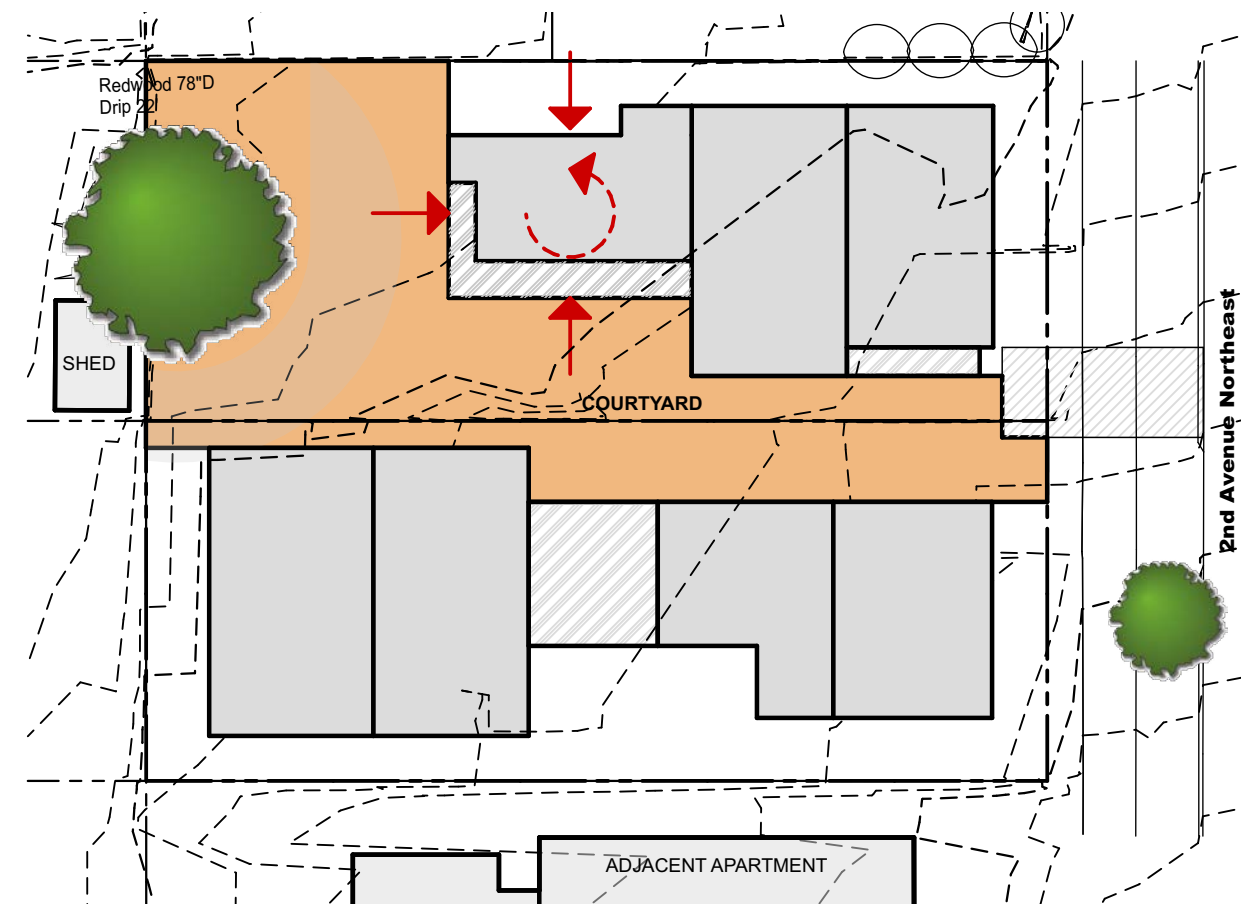 Redwood 78"D
Drip 22
SHED
COURTYARD
2nd Avenue Northeast
ADJACENT APARTMENT